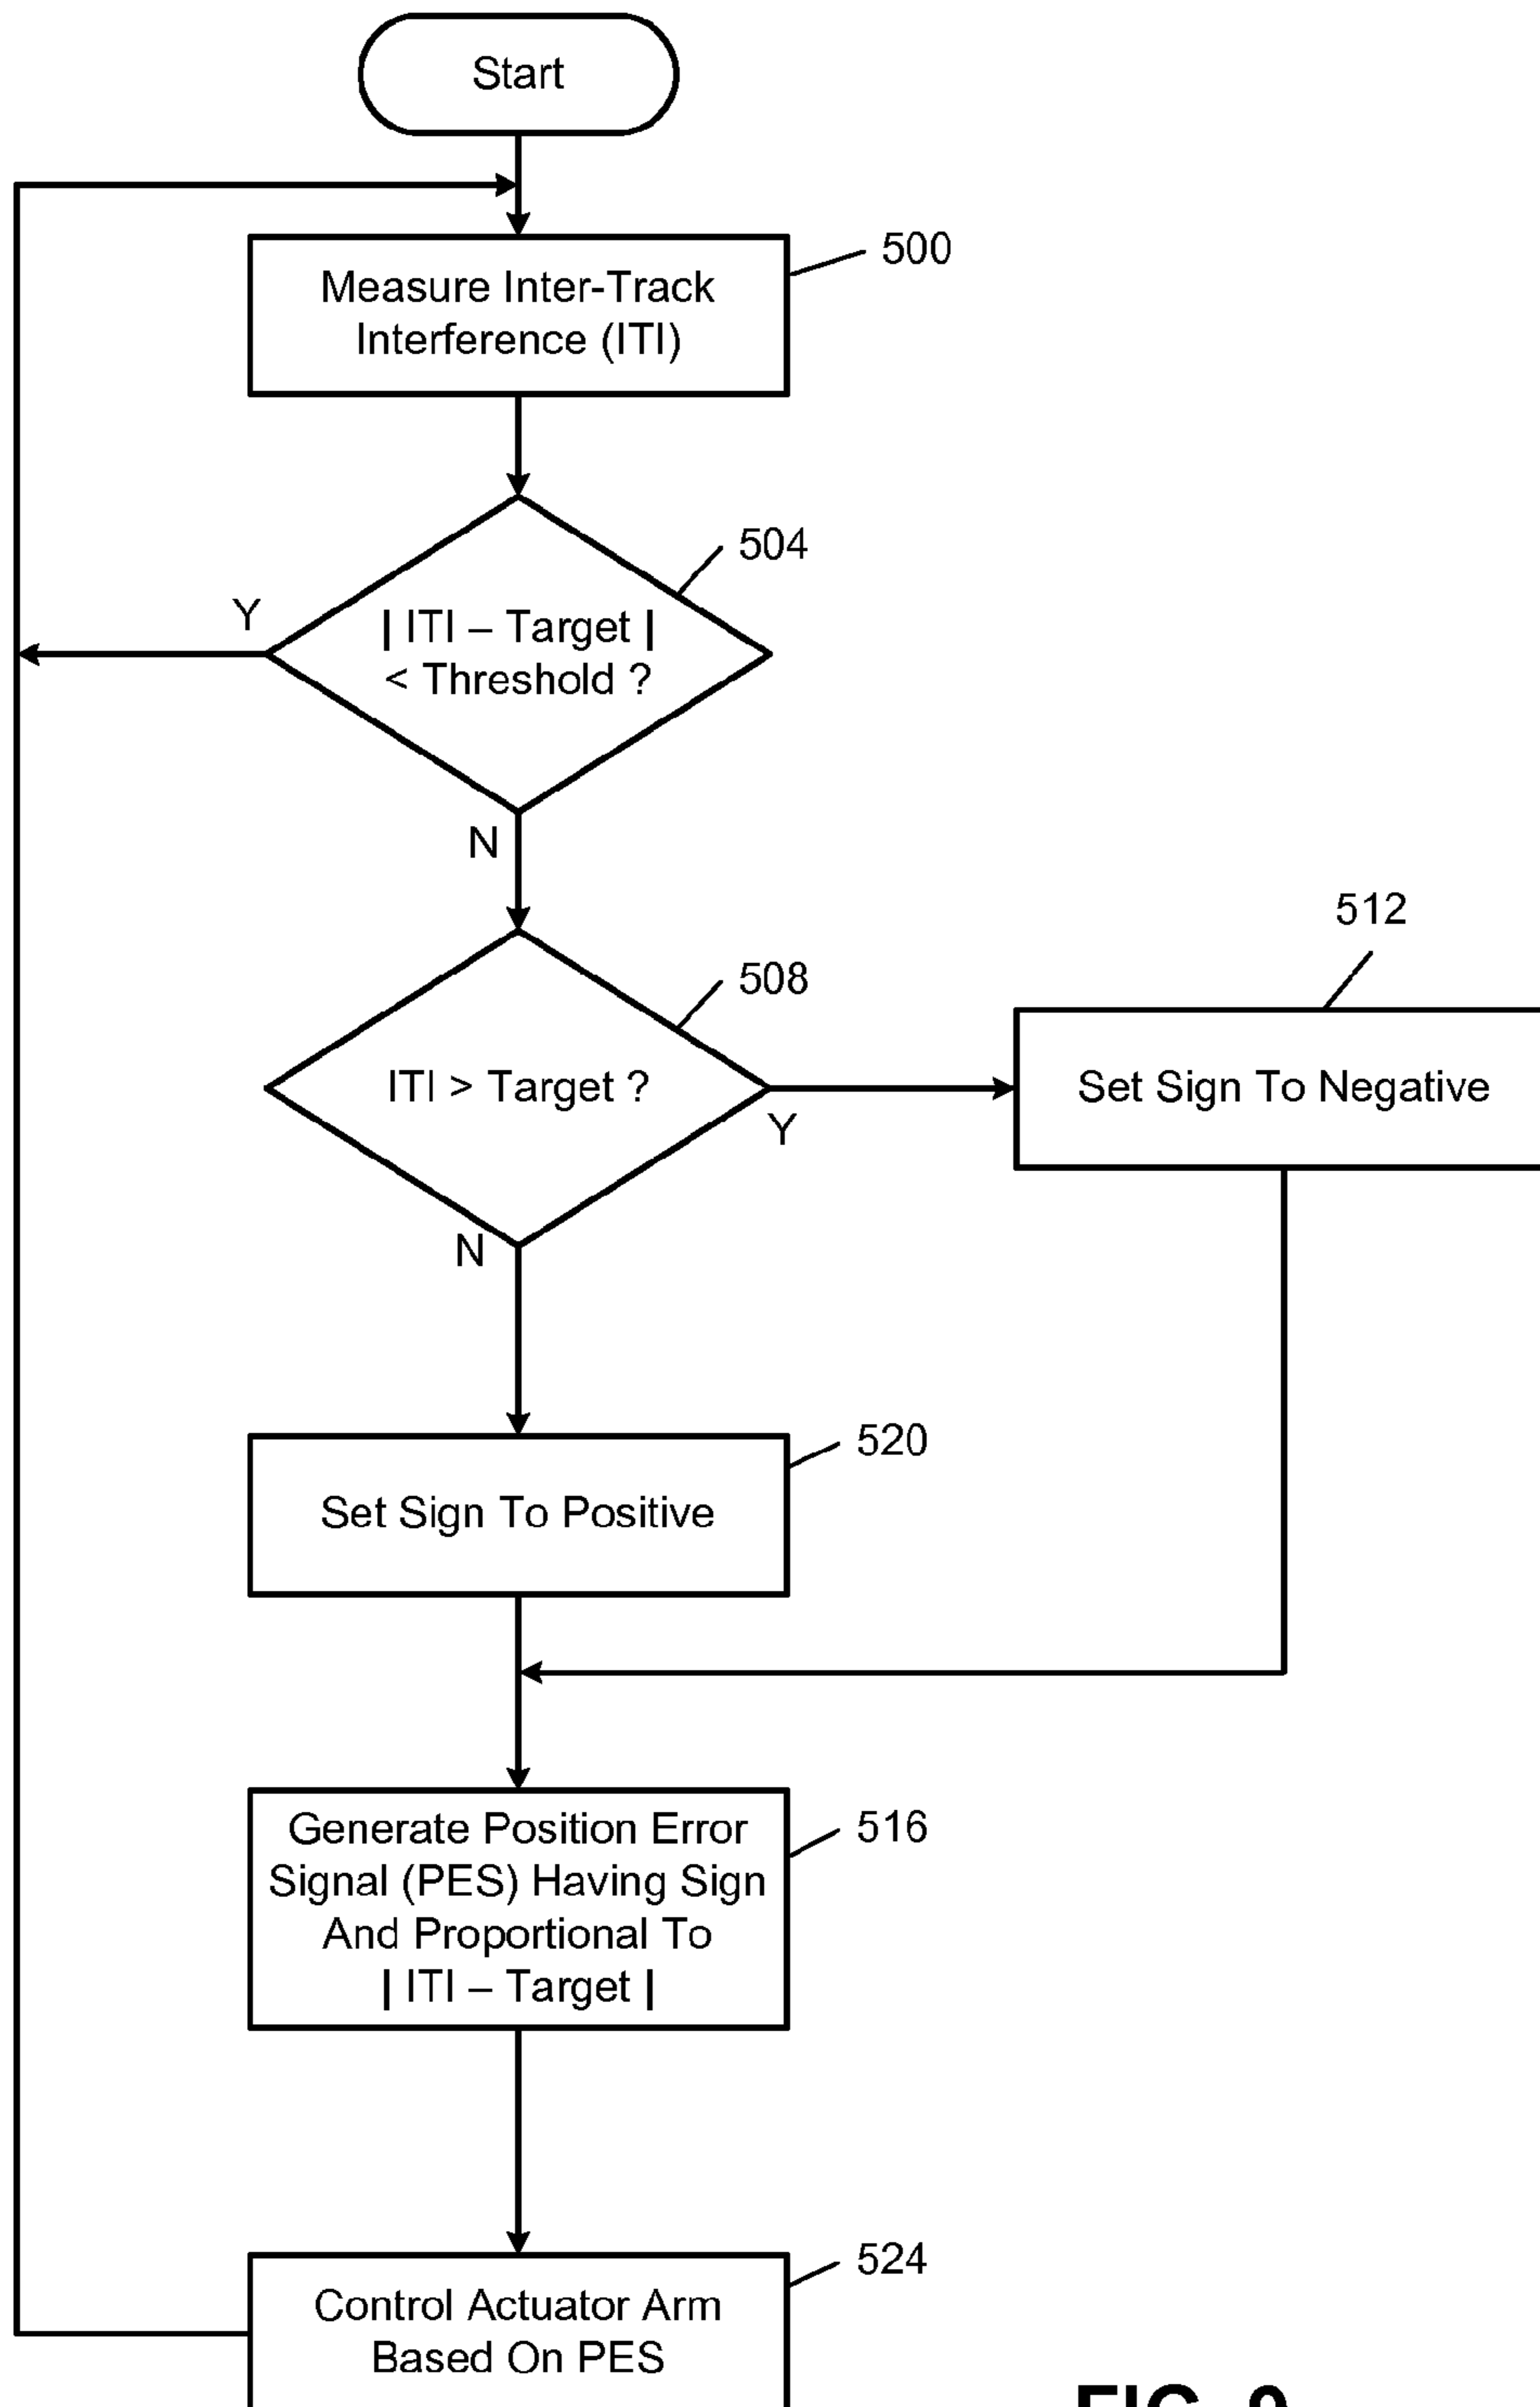 Start
500
Measure Inter-Track
Interference (ITI)
504
Y
| ITI – Target |
< Threshold ?
N
512
508
ITI > Target ?
Y
Set Sign To Negative
N
520
Set Sign To Positive
516
Generate Position Error
Signal (PES) Having Sign
And Proportional To
| ITI – Target |
524
Control Actuator Arm
Based On PES